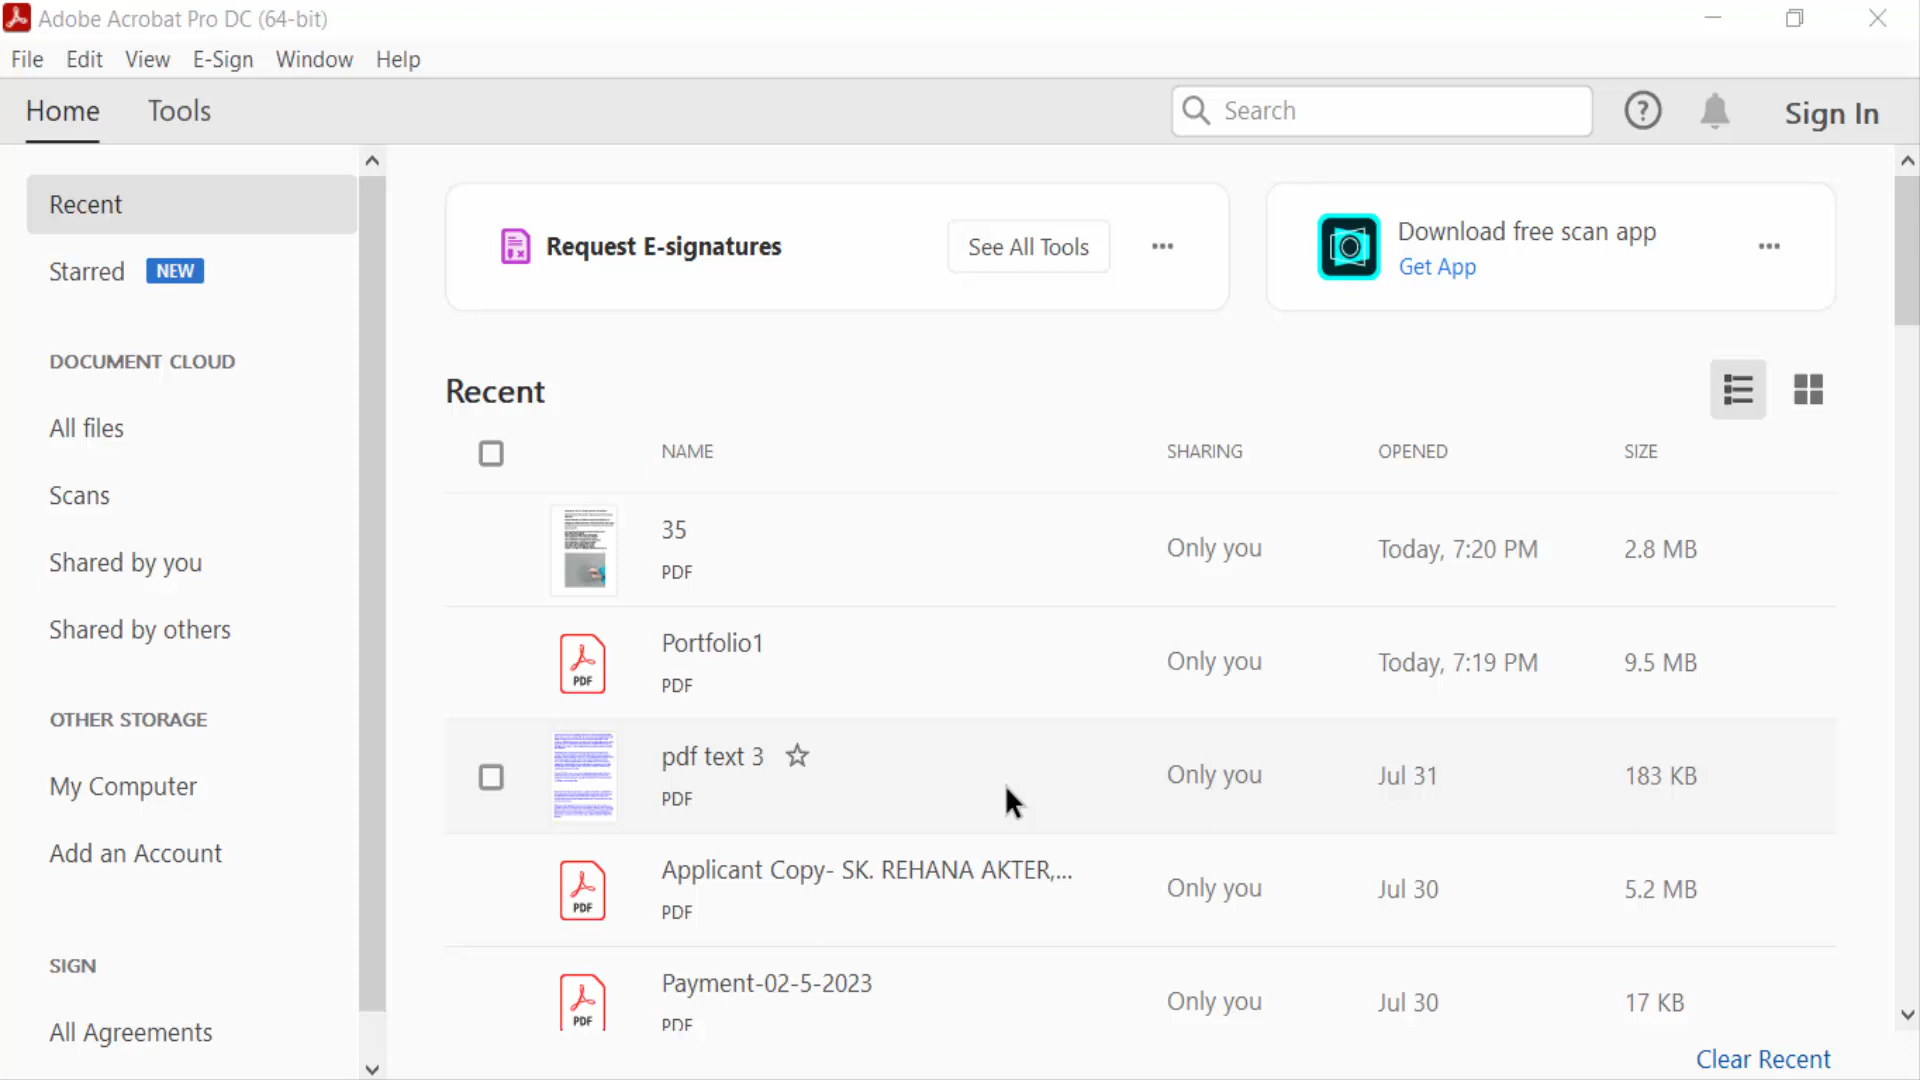 Adobe Acrobat Pro DC (64-bit)
File Edit View E-Sign Window Help
Home Tools Search ? Sign In
Recent
Starred NEW
DOCUMENT CLOUD
All files
Scans
Shared by you
Shared by others
OTHER STORAGE
My Computer
Add an Account
SIGN
All Agreements
Request E-signatures See All Tools
Download free scan app
Get App
Recent
NAME SHARING OPENED SIZE
35
PDF
Only you Today, 7:20 PM 2.8 MB
PDF
Portfolio1
PDF
Only you Today, 7:19 PM 9.5 MB
pdf text 3
PDF
Only you Jul 31 183 KB
PDF
Applicant Copy- SK. REHANA AKTER,...
PDF
Only you Jul 30 5.2 MB
PDF
Payment-02-5-2023
PDF
Only you Jul 30 17 KB
Clear Recent